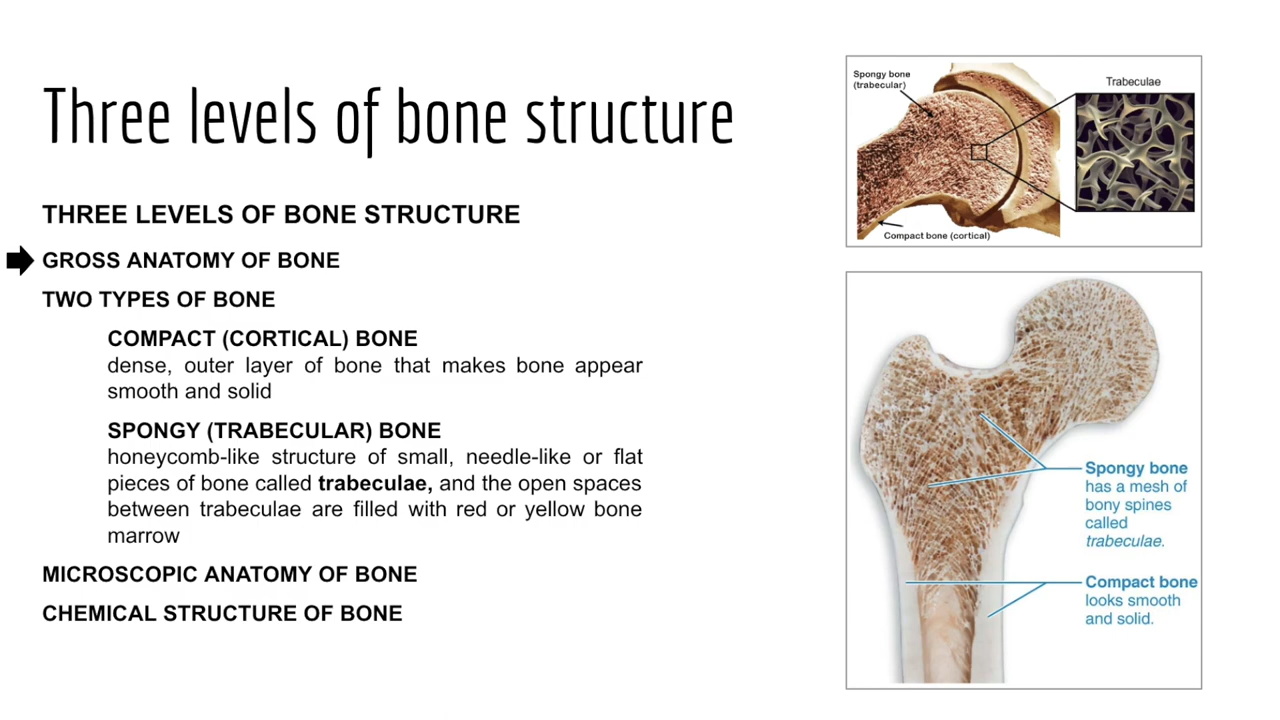 Three levels of bone structure
THREE LEVELS OF BONE STRUCTURE
GROSS ANATOMY OF BONE
TWO TYPES OF BONE
COMPACT (CORTICAL) BONE
dense, outer layer of bone that makes bone appear
smooth and solid
SPONGY (TRABECULAR) BONE
honeycomb-like structure of small, needle-like or flat
pieces of bone called trabeculae, and the open spaces
between trabeculae are filled with red or yellow bone
marrow
MICROSCOPIC ANATOMY OF BONE
CHEMICAL STRUCTURE OF BONE
Spongy bone
(trabecular)
Trabeculae
Compact bone (cortical)
Spongy bone
has a mesh of
bony spines
called
trabeculae.
Compact bone
looks smooth
and solid.